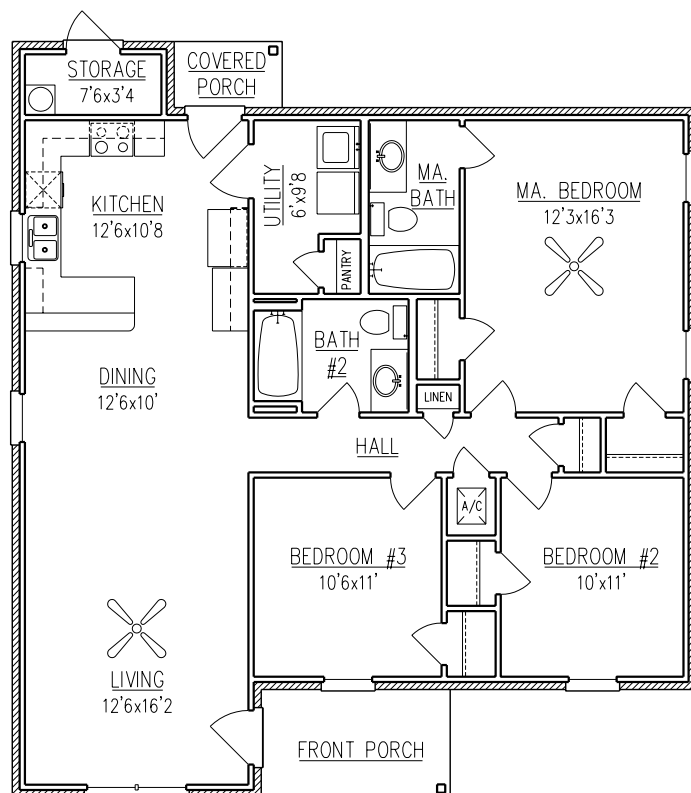 STORAGE
7'6x3'4
COVERED
PORCH
KITCHEN
12'6x10'8
UTILITY
6'x9'8
PANTRY
MA.
BATH
MA. BEDROOM
12'3x16'3
BATH
#2
LINEN
DINING
12'6x10'
HALL
A/C
BEDROOM #3
10'6x11'
BEDROOM #2
10'x11'
LIVING
12'6x16'2
FRONT PORCH